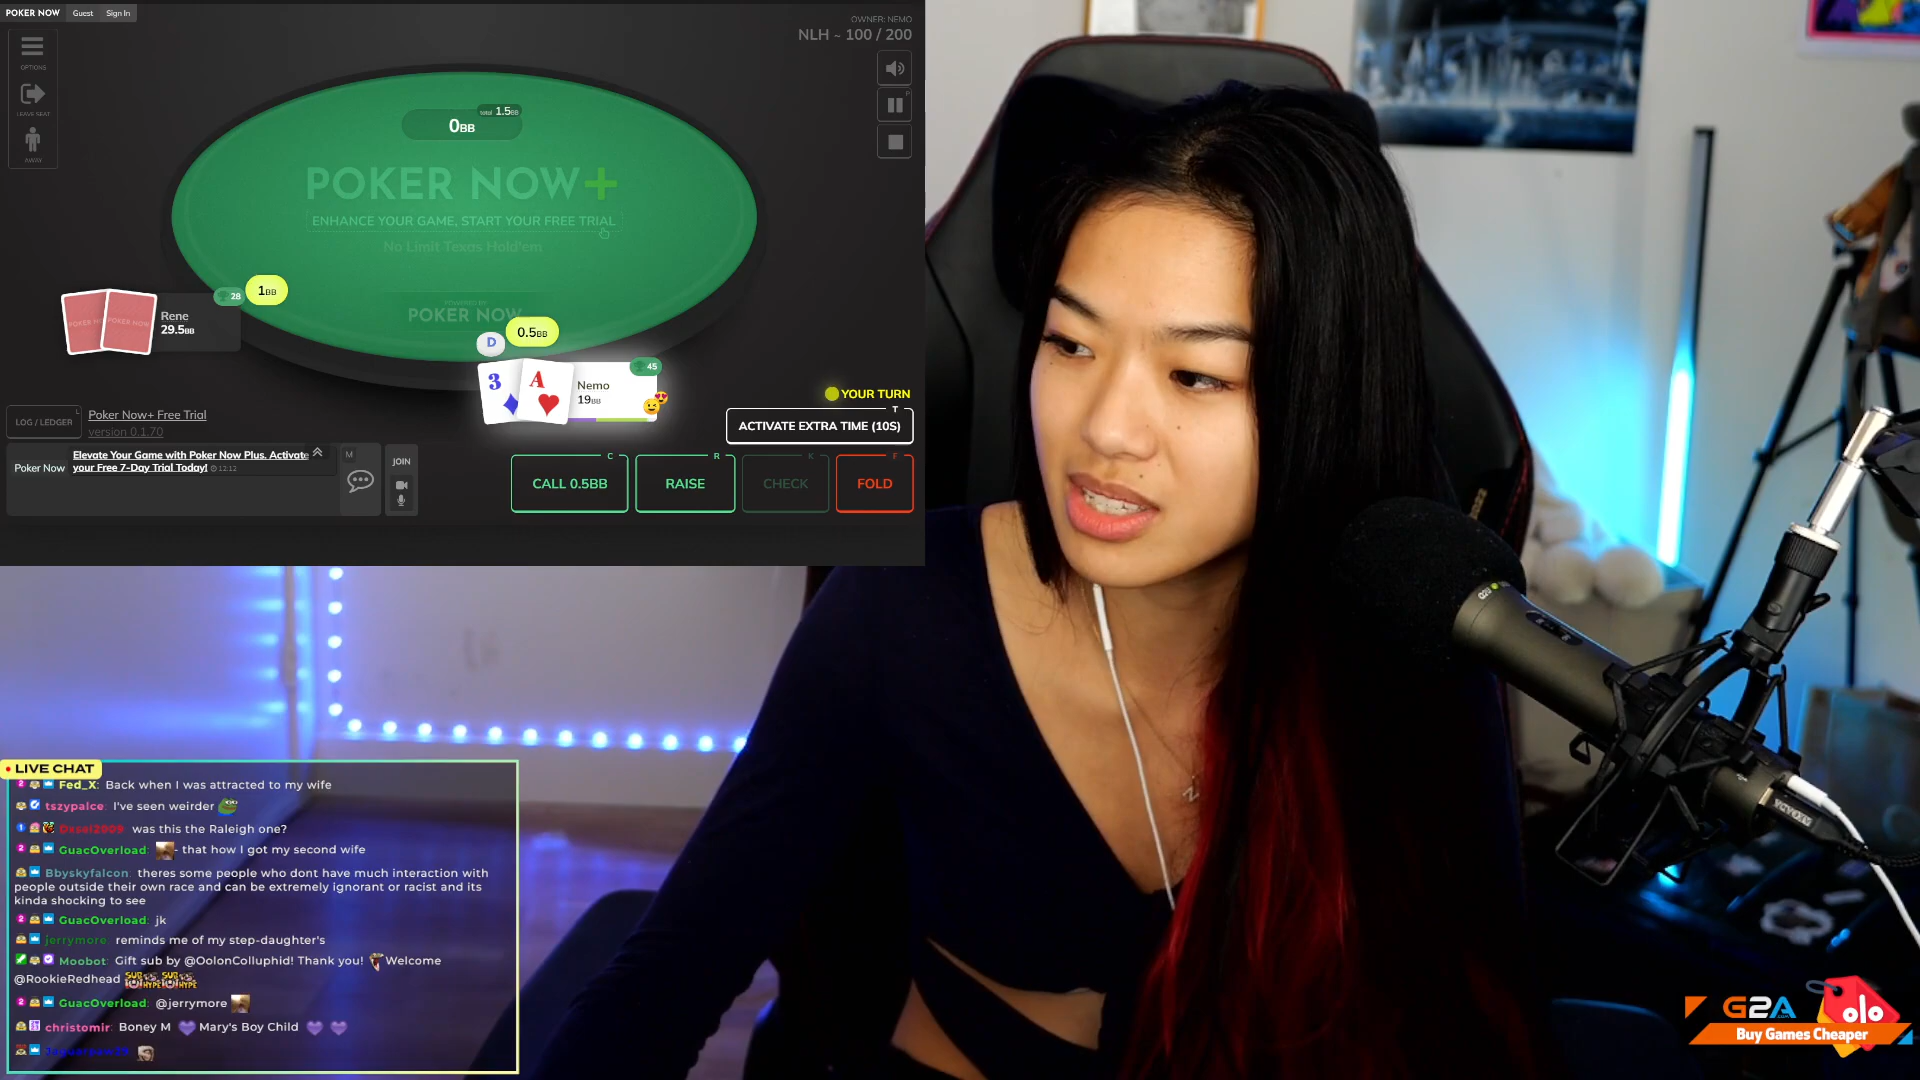 POKER NOW Guest Sign In
OWNER: NEMO
NLH ~ 100 / 200
OPTIONS
LEAVE SEAT
AWAY
P
total 1.5BB
0BB
POKER NOW+
ENHANCE YOUR GAME, START YOUR FREE TRIAL
No Limit Texas Hold'em
POWERED BY
POKER NOW
28
1BB
Rene
29.5BB
0.5BB
D
3
A
Nemo
19BB
45
YOUR TURN
T
ACTIVATE EXTRA TIME (10S)
L
LOG / LEDGER
Poker Now+ Free Trial
version 0.1.70
Poker Now
Elevate Your Game with Poker Now Plus. Activate
your Free 7-Day Trial Today! 12:12
M
JOIN
C
CALL 0.5BB
R
RAISE
K
CHECK
F
FOLD
LIVE CHAT
Fed_X: Back when I was attracted to my wife
tszypalce: I've seen weirder
was this the Raleigh one?
GuacOverload: - that how I got my second wife
Bbyskyfalcon: theres some people who dont have much interaction with
people outside their own race and can be extremely ignorant or racist and its
kinda shocking to see
GuacOverload: jk
jerrymore: reminds me of my step-daughter's
Moobot: Gift sub by @OolonColluphid! Thank you! Welcome
@RookieRedhead
GuacOverload: @jerrymore
christomir: Boney M Mary's Boy Child
G2A.COM
Buy Games Cheaper